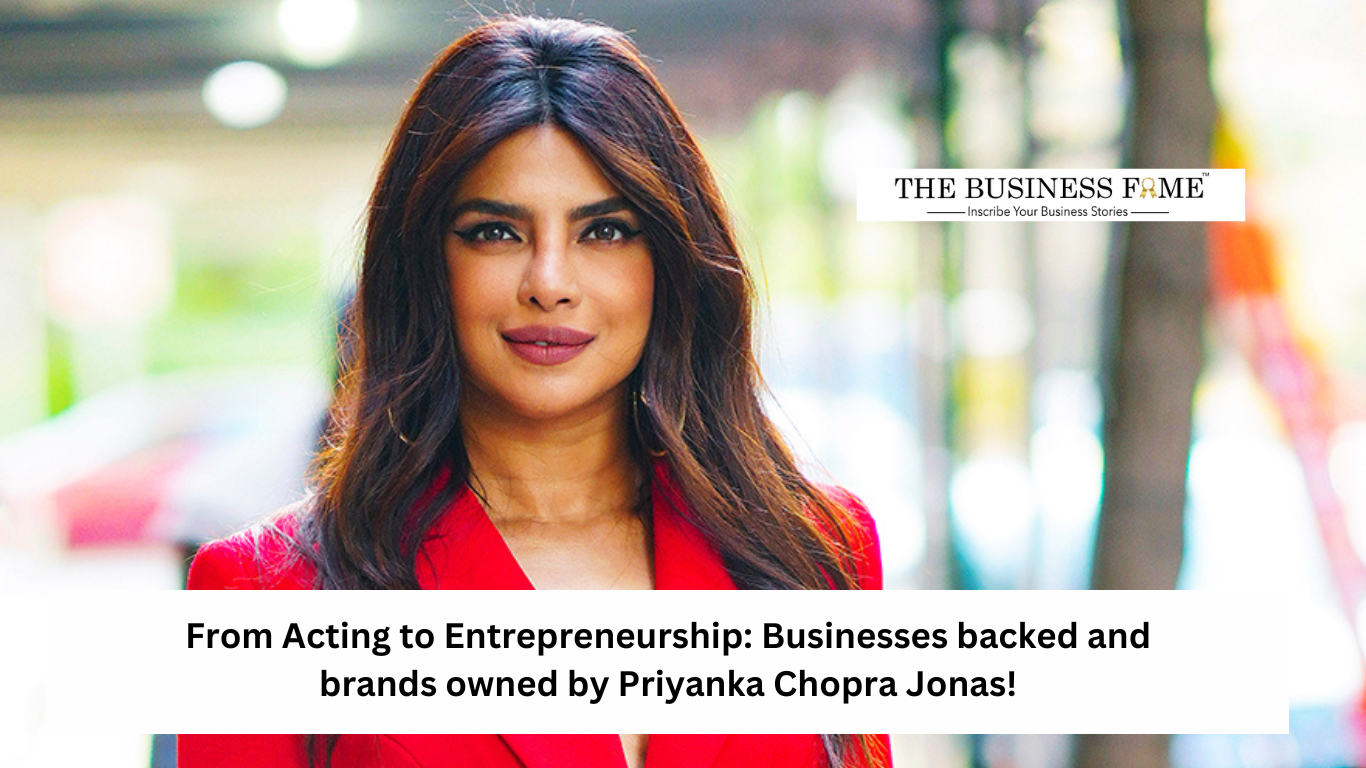 THE BUSINESS FAME™
Inscribe Your Business Stories
From Acting to Entrepreneurship: Businesses backed and
brands owned by Priyanka Chopra Jonas!